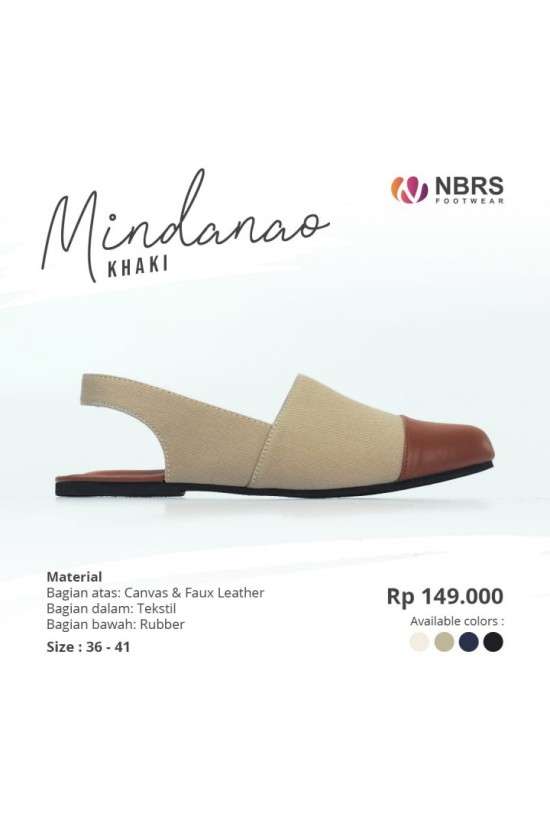 Mindanao
KHAKI
NBRS
FOOTWEAR
Material
Bagian atas: Canvas & Faux Leather
Bagian dalam: Tekstil
Bagian bawah: Rubber
Size : 36 - 41
Rp 149.000
Available colors :